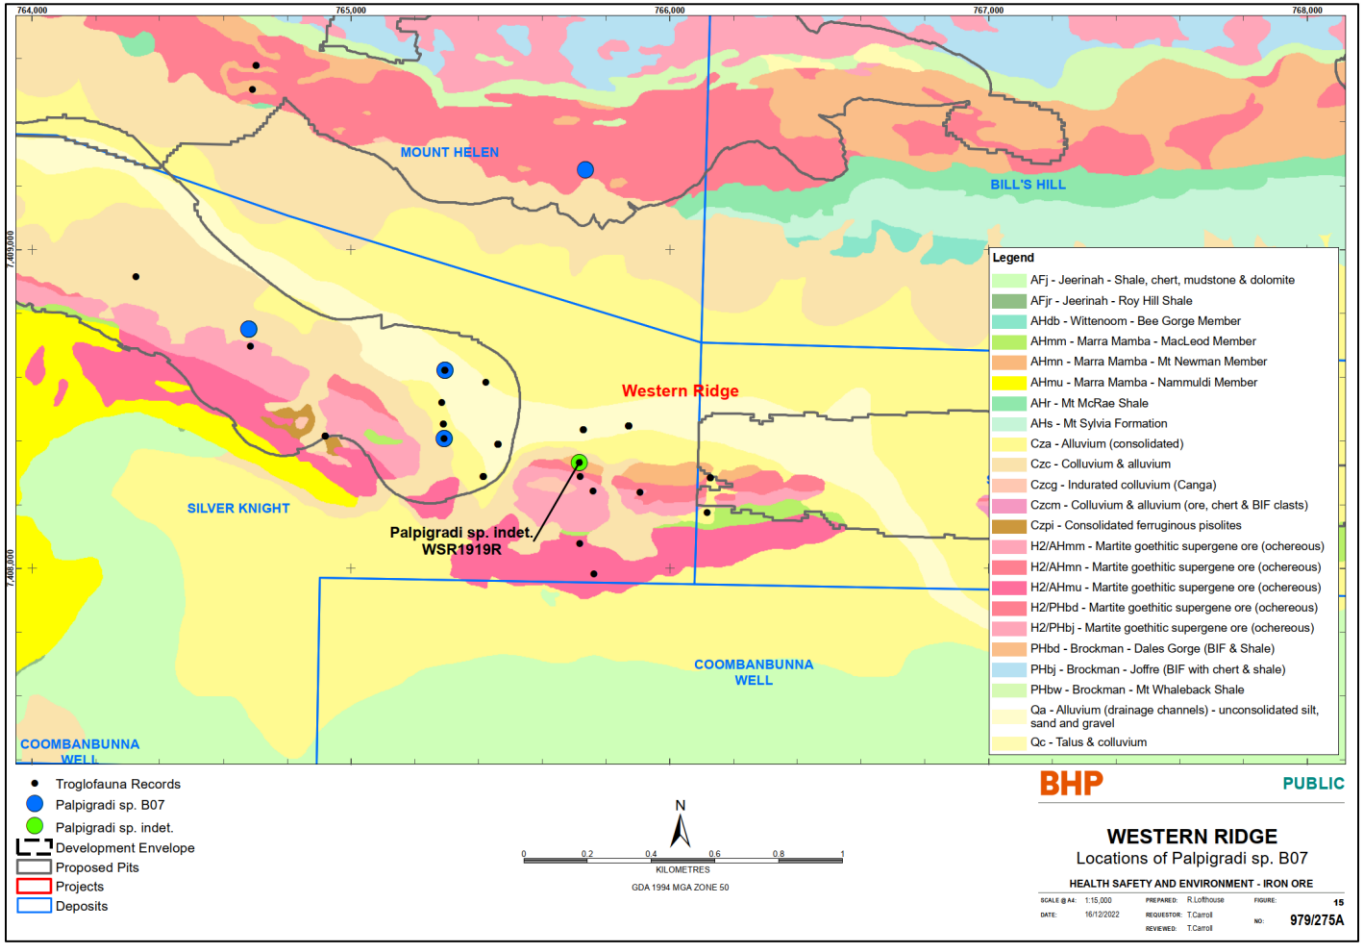 764,000
765,000
766,000
767,000
768,000
7,409,000
7,408,000
MOUNT HELEN
BILL'S HILL
Western Ridge
SILVER KNIGHT
Palpigradi sp. indet.
WSR1919R
COOMBANBUNNA
WELL
COOMBANBUNNA
WELL
S
Legend
AFj - Jeerinah - Shale, chert, mudstone & dolomite
AFjr - Jeerinah - Roy Hill Shale
AHdb - Wittenoom - Bee Gorge Member
AHmm - Marra Mamba - MacLeod Member
AHmn - Marra Mamba - Mt Newman Member
AHmu - Marra Mamba - Nammuldi Member
AHr - Mt McRae Shale
AHs - Mt Sylvia Formation
Cza - Alluvium (consolidated)
Czc - Colluvium & alluvium
Czcg - Indurated colluvium (Canga)
Czcm - Colluvium & alluvium (ore, chert & BIF clasts)
Czpi - Consolidated ferruginous pisolites
H2/AHmm - Martite goethitic supergene ore (ochereous)
H2/AHmn - Martite goethitic supergene ore (ochereous)
H2/AHmu - Martite goethitic supergene ore (ochereous)
H2/PHbd - Martite goethitic supergene ore (ochereous)
H2/PHbj - Martite goethitic supergene ore (ochereous)
PHbd - Brockman - Dales Gorge (BIF & Shale)
PHbj - Brockman - Joffre (BIF with chert & shale)
PHbw - Brockman - Mt Whaleback Shale
Qa - Alluvium (drainage channels) - unconsolidated silt,
sand and gravel
Qc - Talus & colluvium
Troglofauna Records
Palpigradi sp. B07
Palpigradi sp. indet.
Development Envelope
Proposed Pits
Projects
Deposits
N
0 0.2 0.4 0.6 0.8 1
KILOMETRES
GDA 1994 MGA ZONE 50
BHP
PUBLIC
WESTERN RIDGE
Locations of Palpigradi sp. B07
HEALTH SAFETY AND ENVIRONMENT - IRON ORE
SCALE @ A4: 1:15,000 PREPARED: R.Lofthouse FIGURE: 15
DATE: 16/12/2022 REQUESTOR: T.Carroll NO: 979/275A
REVIEWED: T.Carroll